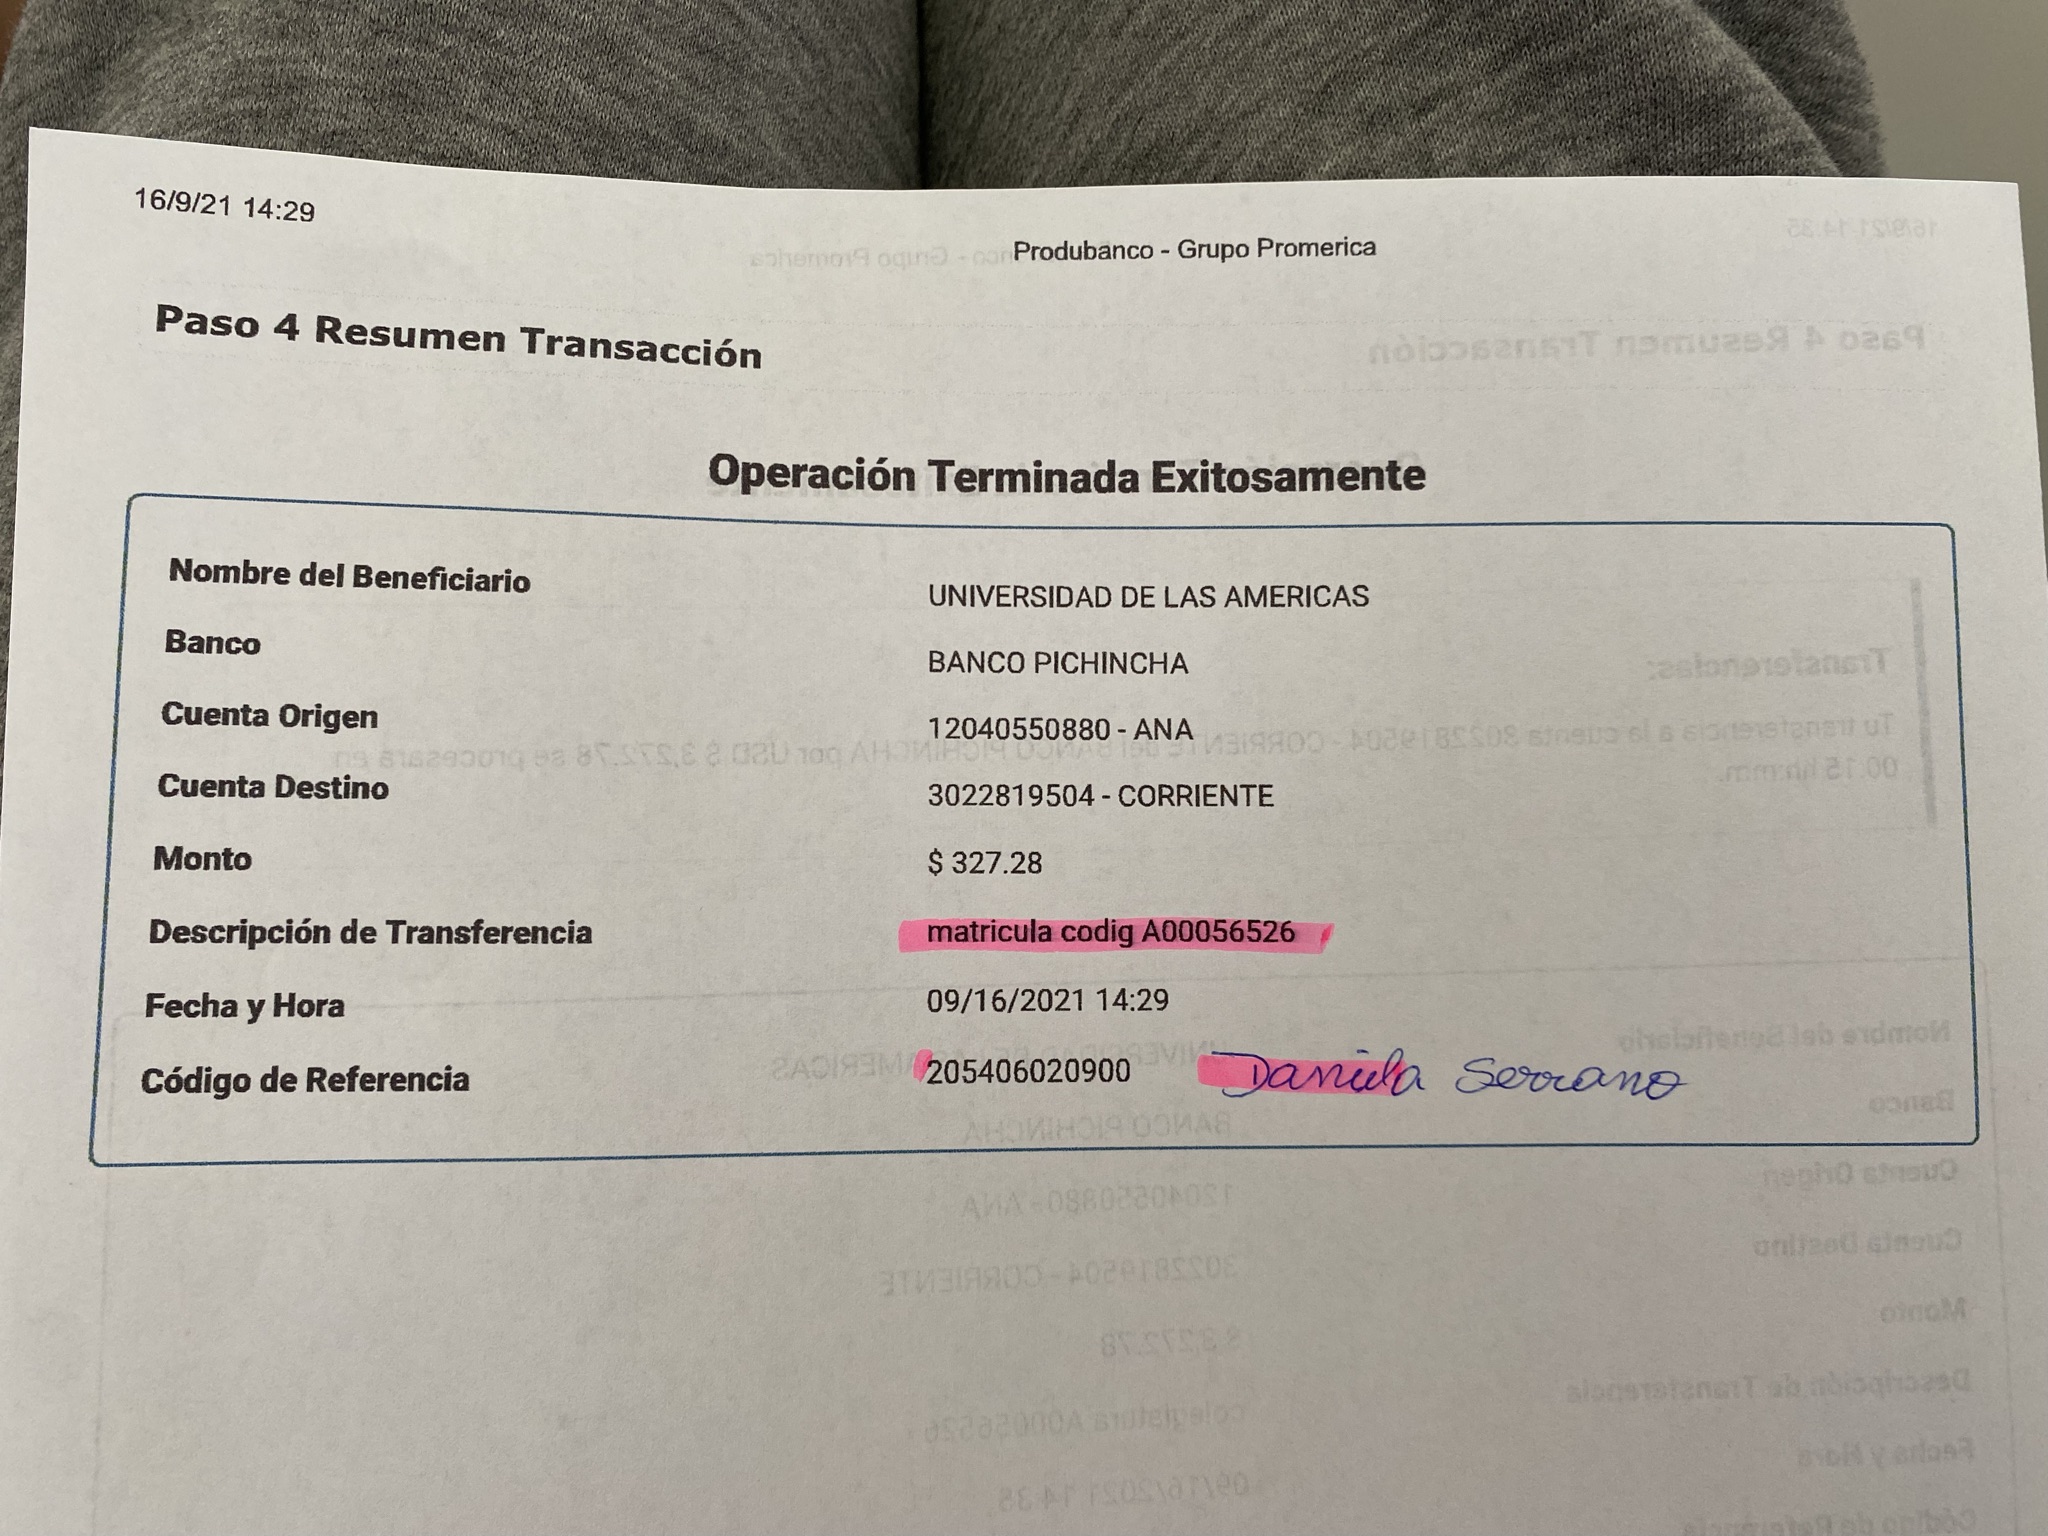 16/9/21 14:29
Produbanco - Grupo Promerica
Paso 4 Resumen Transacción
Operación Terminada Exitosamente
Nombre del Beneficiario UNIVERSIDAD DE LAS AMERICAS
Banco BANCO PICHINCHA
Cuenta Origen 12040550880 - ANA
Cuenta Destino 3022819504 - CORRIENTE
Monto $ 327.28
Descripción de Transferencia matricula codig A00056526
Fecha y Hora 09/16/2021 14:29
Código de Referencia 205406020900 Daniela Serrano